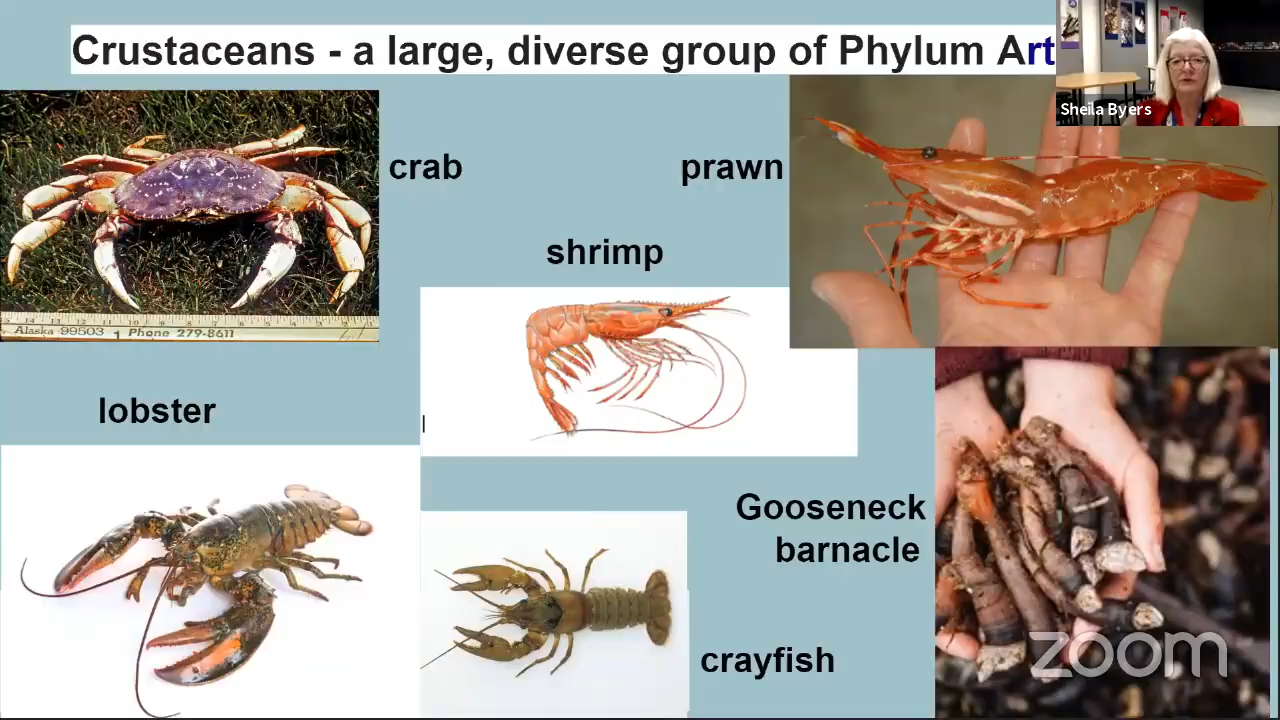 Crustaceans - a large, diverse group of Phylum Art
Sheila Byers
crab
prawn
shrimp
Alaska 99503 1 Phone 279-8611
lobster
Gooseneck
barnacle
crayfish
zoom